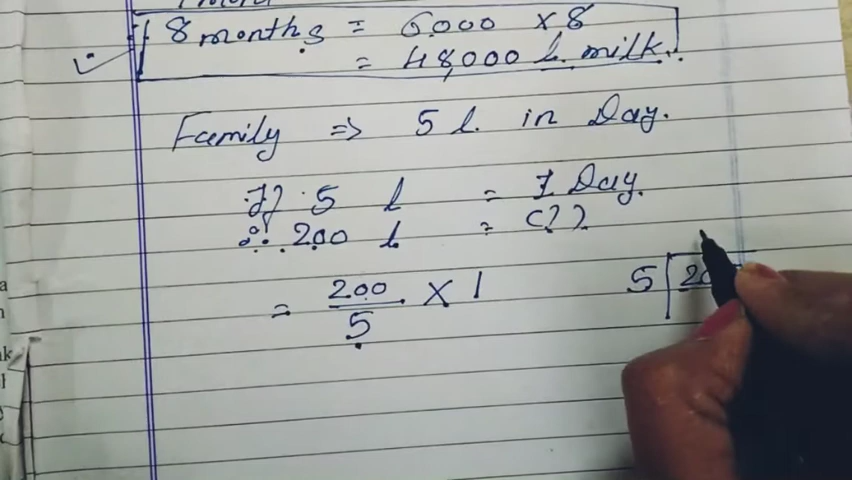 8 months = 6000 × 8
= 48,000 l. milk.
Family => 5 l. in Day.
If 5 l = 1 Day.
∴ 200 l. = (??
= 200/5 × 1
5 20